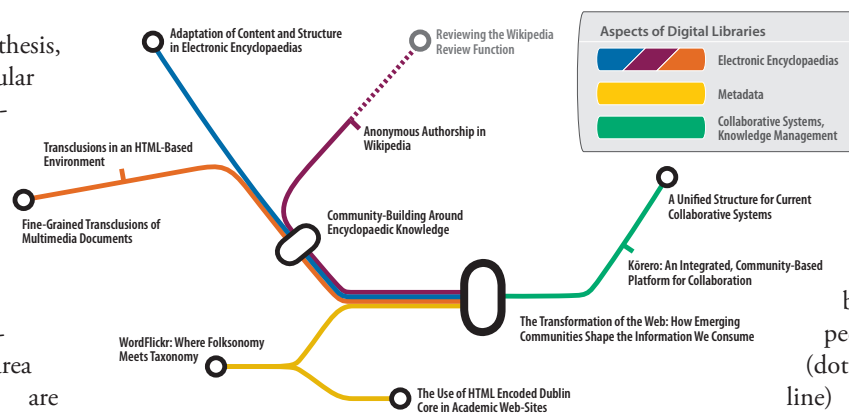 thesis,
ular
–
–
area
are
Adaptation of Content and Structure
in Electronic Encyclopaedias
Reviewing the Wikipedia
Review Function
Aspects of Digital Libraries
Electronic Encyclopaedias
Metadata
Collaborative Systems,
Knowledge Management
Anonymous Authorship in
Wikipedia
Transclusions in an HTML-Based
Environment
Fine-Grained Transclusions of
Multimedia Documents
Community-Building Around
Encyclopaedic Knowledge
A Unified Structure for Current
Collaborative Systems
Kōrero: An Integrated, Community-Based
Platform for Collaboration
The Transformation of the Web: How Emerging
Communities Shape the Information We Consume
WordFlickr: Where Folksonomy
Meets Taxonomy
The Use of HTML Encoded Dublin
Core in Academic Web-Sites
b
pe
(dot
line)